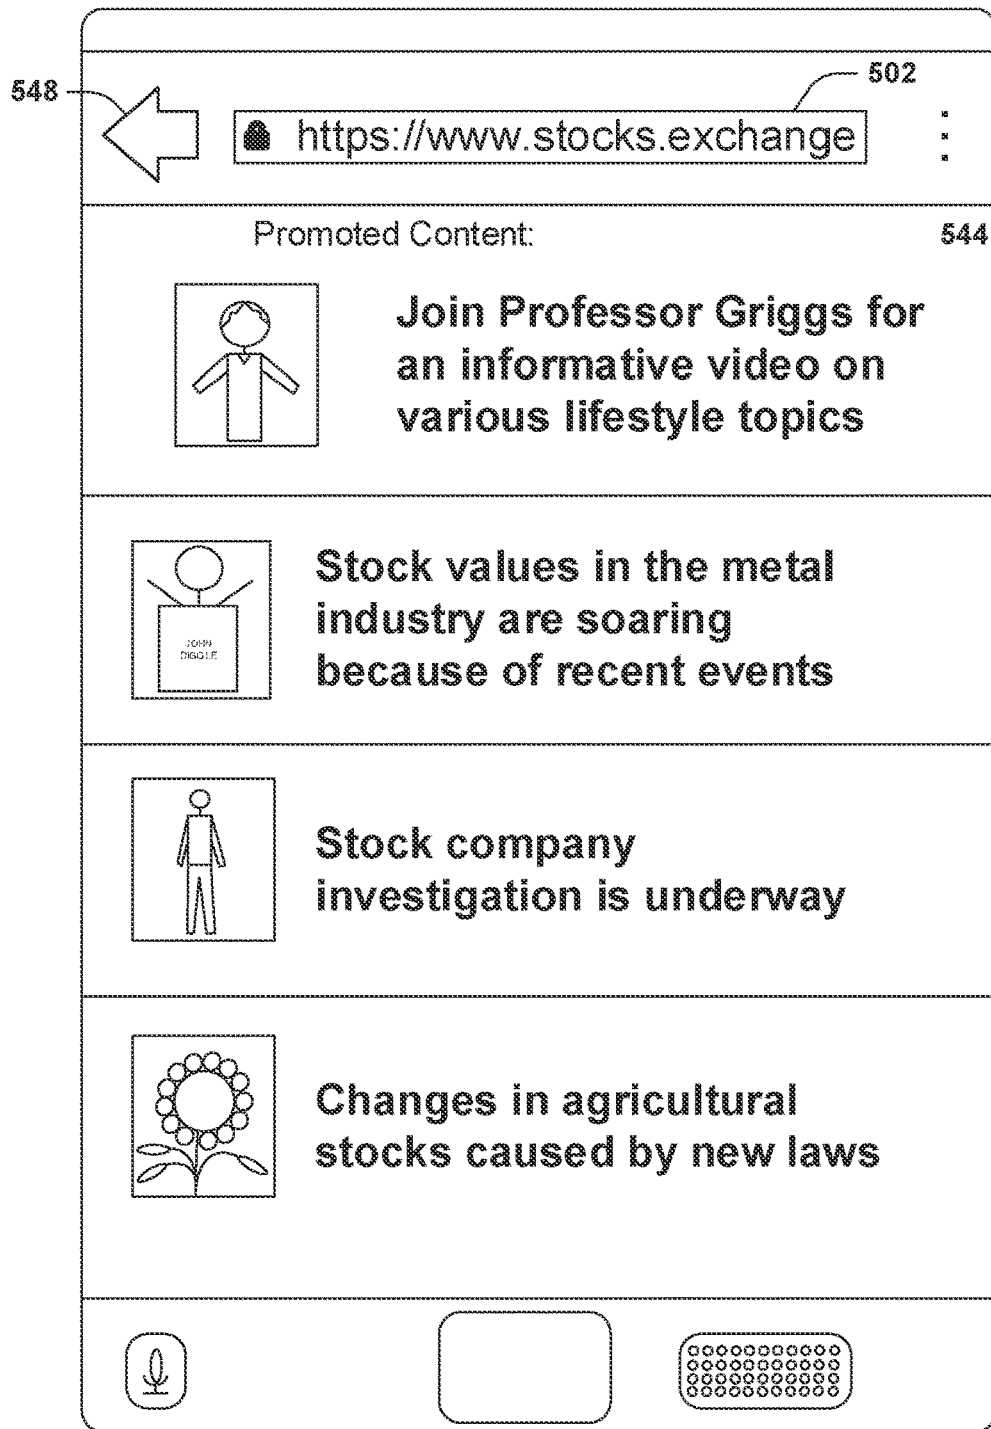 548
502
https://www.stocks.exchange
Promoted Content:
544
Join Professor Griggs for
an informative video on
various lifestyle topics
Stock values in the metal
industry are soaring
because of recent events
JOHN
DIGGLE
Stock company
investigation is underway
Changes in agricultural
stocks caused by new laws